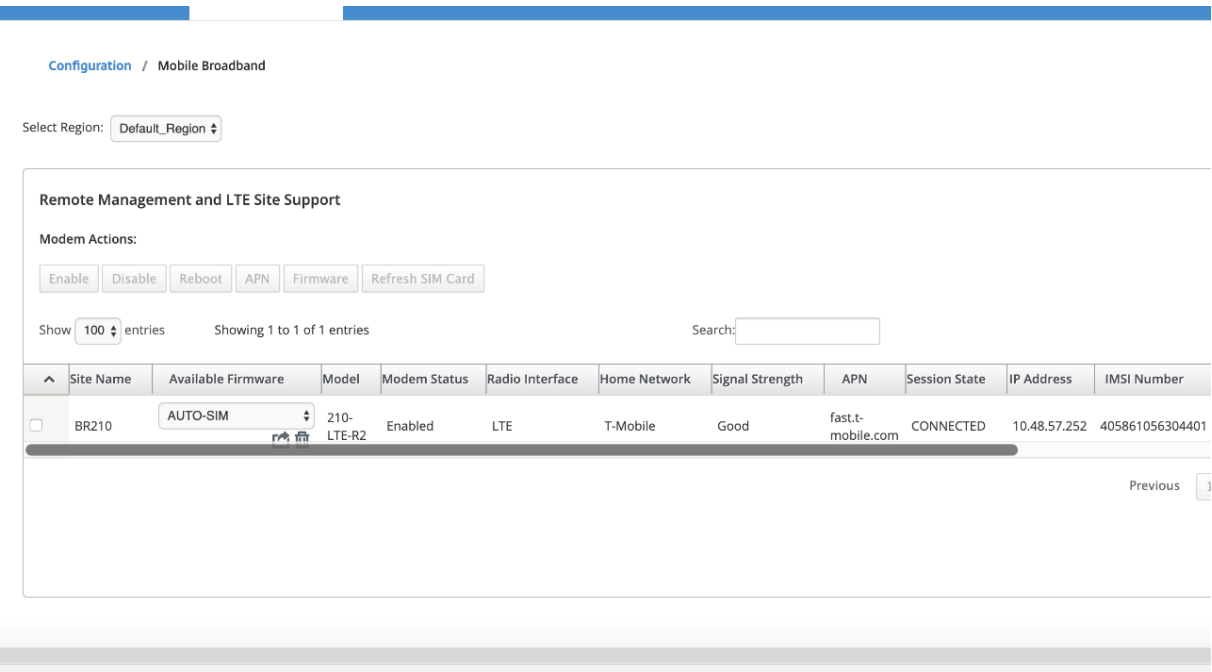 Configuration / Mobile Broadband
Select Region: Default_Region
Remote Management and LTE Site Support
Modem Actions:
Enable Disable Reboot APN Firmware Refresh SIM Card
Show 100 entries Showing 1 to 1 of 1 entries Search:
Site Name Available Firmware Model Modem Status Radio Interface Home Network Signal Strength APN Session State IP Address IMSI Number
BR210 AUTO-SIM 210-LTE-R2 Enabled LTE T-Mobile Good fast.t-mobile.com CONNECTED 10.48.57.252 405861056304401
Previous 1